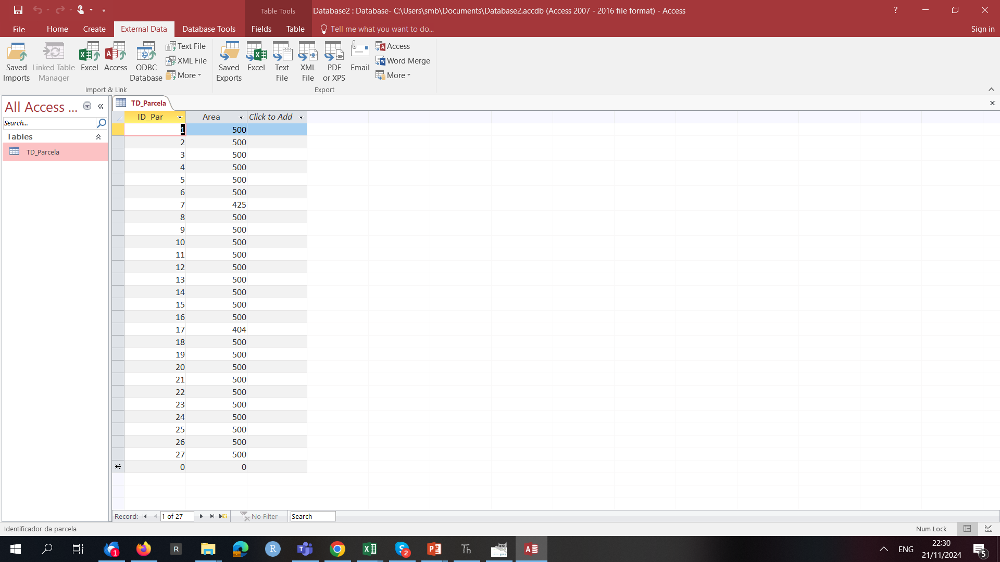 Table Tools
Database2 : Database- C:\Users\smb\Documents\Database2.accdb (Access 2007 - 2016 file format) - Access
?
File Home Create External Data Database Tools Fields Table Tell me what you want to do... Sign in
Saved Imports
Linked Table Manager
Excel
Access
ODBC Database
Text File
XML File
More
Import & Link
Saved Exports
Excel
Text File
XML File
PDF or XPS
Email
Access
Word Merge
More
Export
All Access ...
Search...
Tables
TD_Parcela
TD_Parcela
ID_Par Area Click to Add
1 500
2 500
3 500
4 500
5 500
6 500
7 425
8 500
9 500
10 500
11 500
12 500
13 500
14 500
15 500
16 500
17 404
18 500
19 500
20 500
21 500
22 500
23 500
24 500
25 500
26 500
27 500
0 0
Record: 1 of 27 No Filter Search
Identificador da parcela
Num Lock
1
R
R
2
Th
ENG
22:30
21/11/2024
5